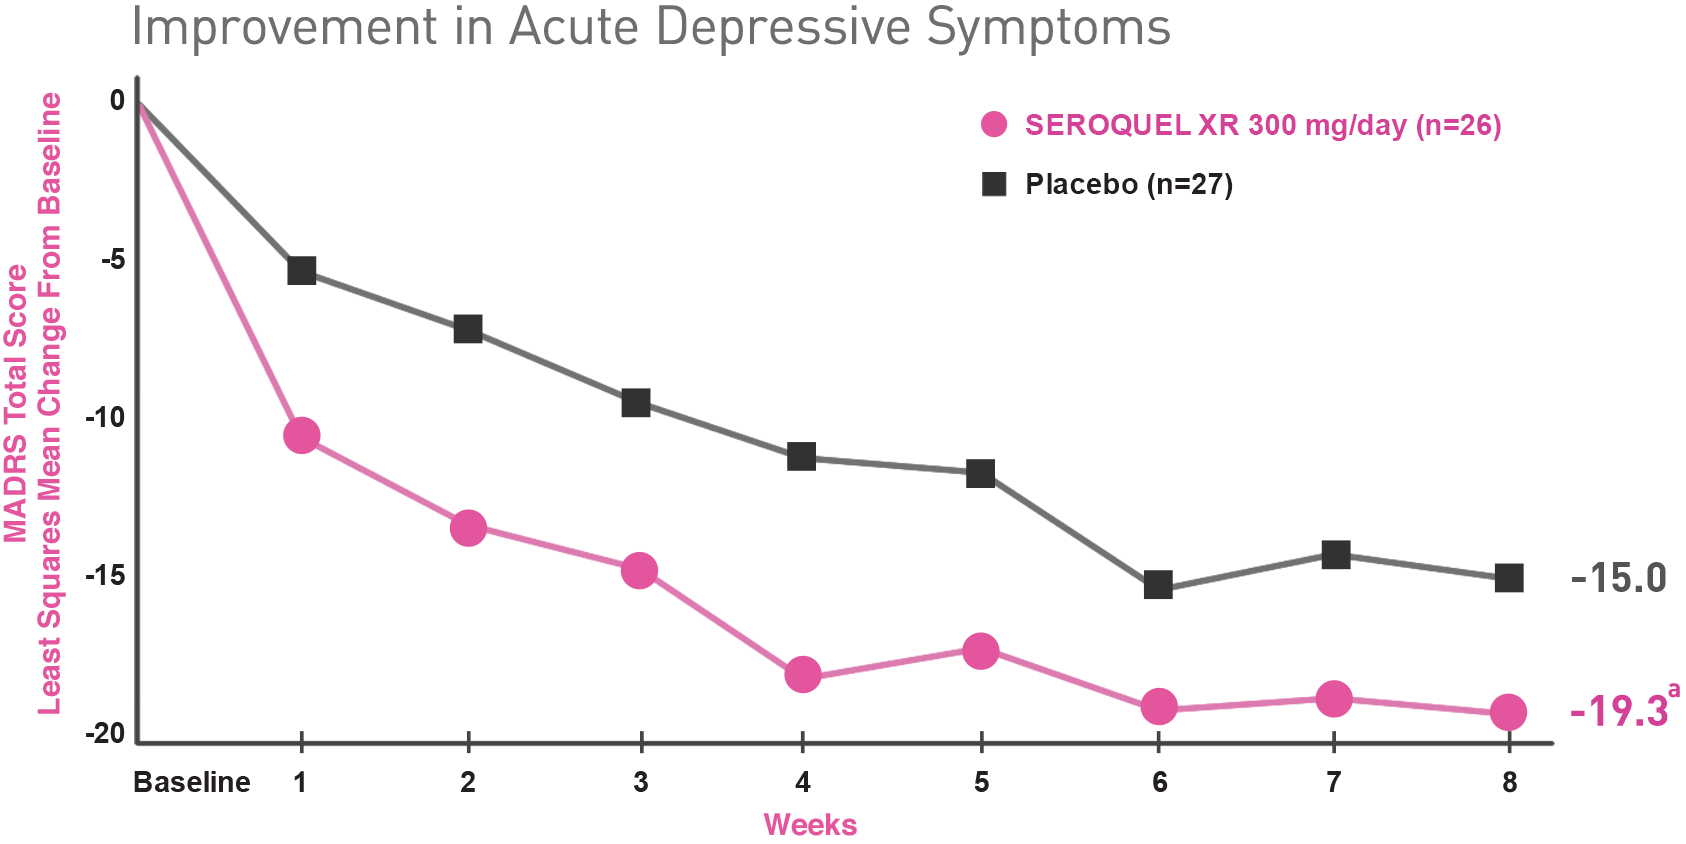 Improvement in Acute Depressive Symptoms
SEROQUEL XR 300 mg/day (n=26)
Placebo (n=27)
MADRS Total Score
Least Squares Mean Change From Baseline
0
-5
-10
-15
-20
-15.0
-19.3a
Baseline 1 2 3 4 5 6 7 8
Weeks